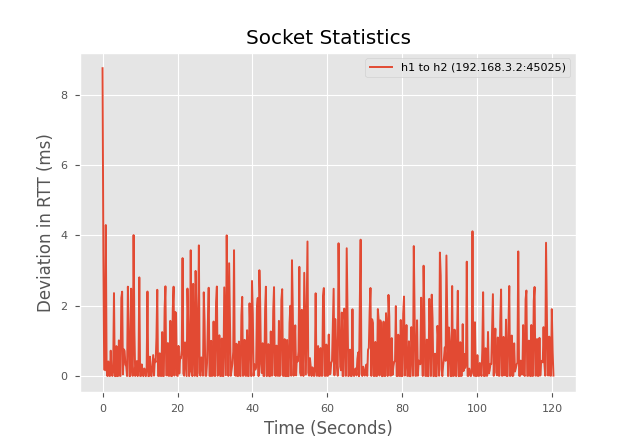 Socket Statistics
h1 to h2 (192.168.3.2:45025)
Deviation in RTT (ms)
8
6
4
2
0
0 20 40 60 80 100 120
Time (Seconds)